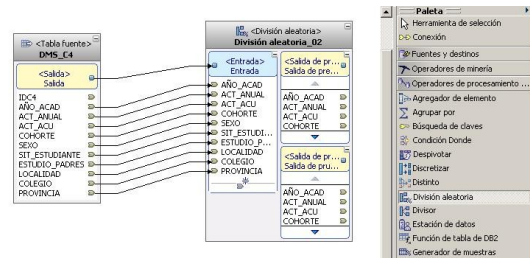 <Tabla fuente>
DMS_C4
<Salida>
Salida
IDC4
AÑO_ACAD
ACT_ANUAL
ACT_ACU
COHORTE
SEXO
SIT_ESTUDIANTE
ESTUDIO_PADRES
LOCALIDAD
COLEGIO
PROVINCIA
<División aleatoria>
División aleatoria_02
<Entrada>
Entrada
AÑO_ACAD
ACT_ANUAL
ACT_ACU
COHORTE
SEXO
SIT_ESTUDI...
ESTUDIO_P...
LOCALIDAD
COLEGIO
PROVINCIA
<Salida de pr...
Salida de pre...
AÑO_ACAD
ACT_ANUAL
ACT_ACU
COHORTE
<Salida de pr...
Salida de pru...
AÑO_ACAD
ACT_ANUAL
ACT_ACU
COHORTE
Paleta
Herramienta de selección
Conexión
Fuentes y destinos
Operadores de minería
Operadores de procesamiento ...
Agregador de elemento
Agrupar por
Búsqueda de claves
Condición Donde
Despivotar
Discretizar
Distinto
División aleatoria
Divisor
Estación de datos
Función de tabla de DB2
Generador de muestras